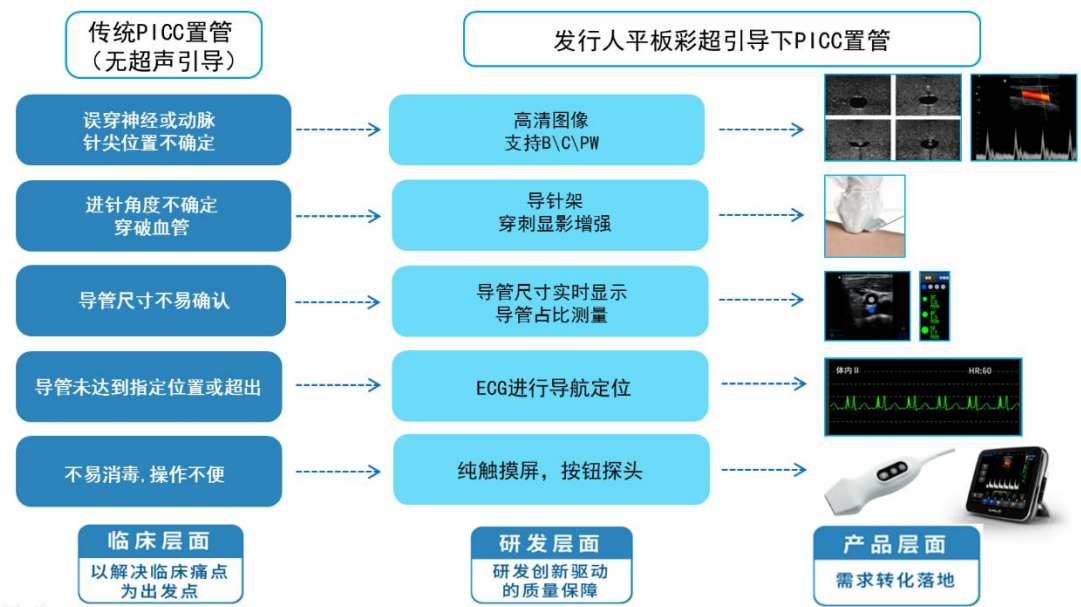 传统PICC置管
（无超声引导）
发行人平板彩超引导下PICC置管
误穿神经或动脉
针尖位置不确定
高清图像
支持B\C\PW
进针角度不确定
穿破血管
导针架
穿刺显影增强
导管尺寸不易确认
导管尺寸实时显示
导管占比测量
导管未达到指定位置或超出
ECG进行导航定位
体内 II
HR:60
不易消毒,操作不便
纯触摸屏，按钮探头
临床层面
以解决临床痛点
为出发点
研发层面
研发创新驱动
的质量保障
产品层面
需求转化落地